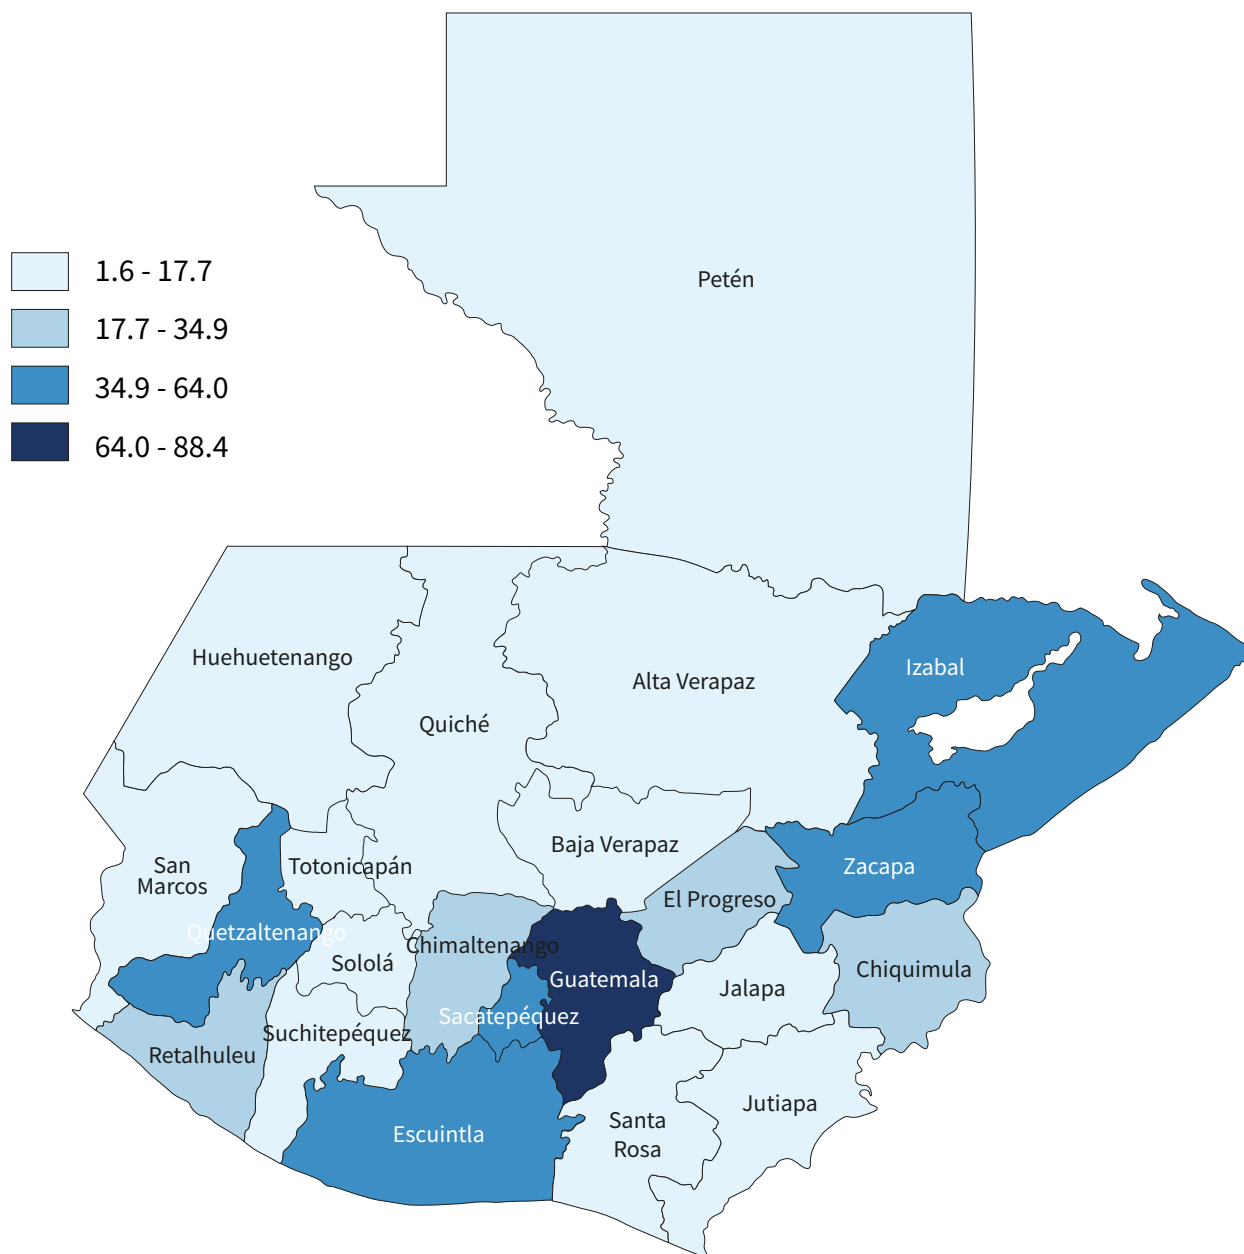 Petén
1.6 - 17.7
17.7 - 34.9
34.9 - 64.0
64.0 - 88.4
Huehuetenango
Izabal
Alta Verapaz
Quiché
Baja Verapaz
San
Marcos
Totonicapán
Zacapa
El Progreso
Quetzaltenango
Chimaltenango
Sololá
Guatemala
Chiquimula
Jalapa
Sacatepéquez
Suchitepéquez
Retalhuleu
Jutiapa
Santa
Rosa
Escuintla